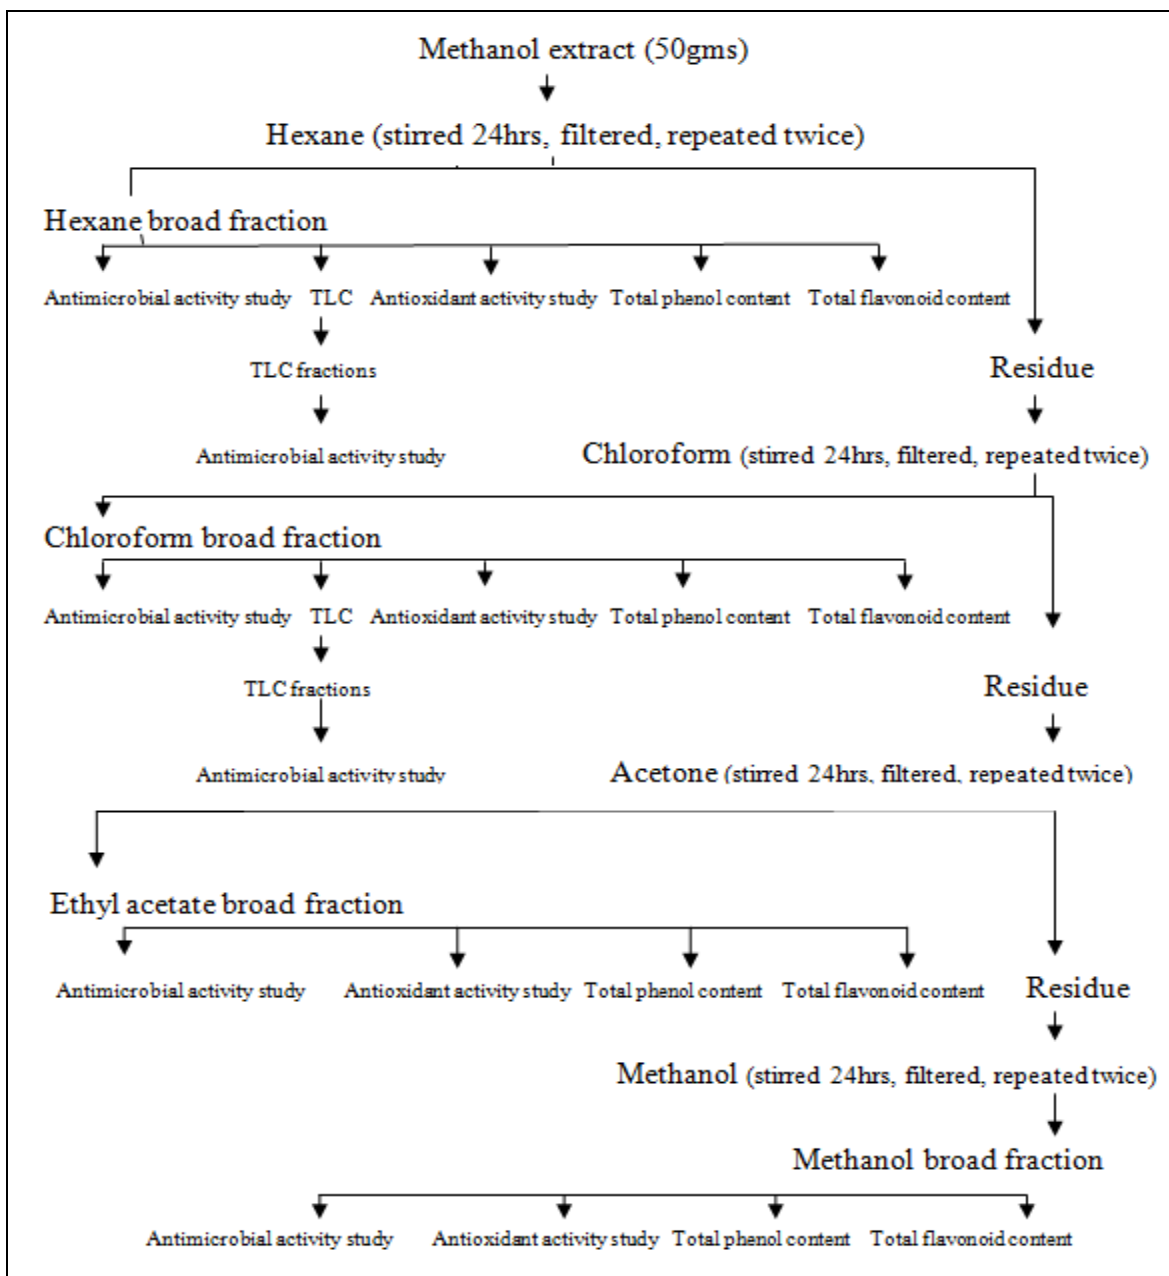 Methanol extract (50gms)
Hexane (stirred 24hrs, filtered, repeated twice)
Hexane broad fraction
Antimicrobial activity study TLC Antioxidant activity study Total phenol content Total flavonoid content
TLC fractions
Residue
Antimicrobial activity study
Chloroform (stirred 24hrs, filtered, repeated twice)
Chloroform broad fraction
Antimicrobial activity study TLC Antioxidant activity study Total phenol content Total flavonoid content
TLC fractions
Residue
Antimicrobial activity study
Acetone (stirred 24hrs, filtered, repeated twice)
Ethyl acetate broad fraction
Antimicrobial activity study Antioxidant activity study Total phenol content Total flavonoid content
Residue
Methanol (stirred 24hrs, filtered, repeated twice)
Methanol broad fraction
Antimicrobial activity study Antioxidant activity study Total phenol content Total flavonoid content